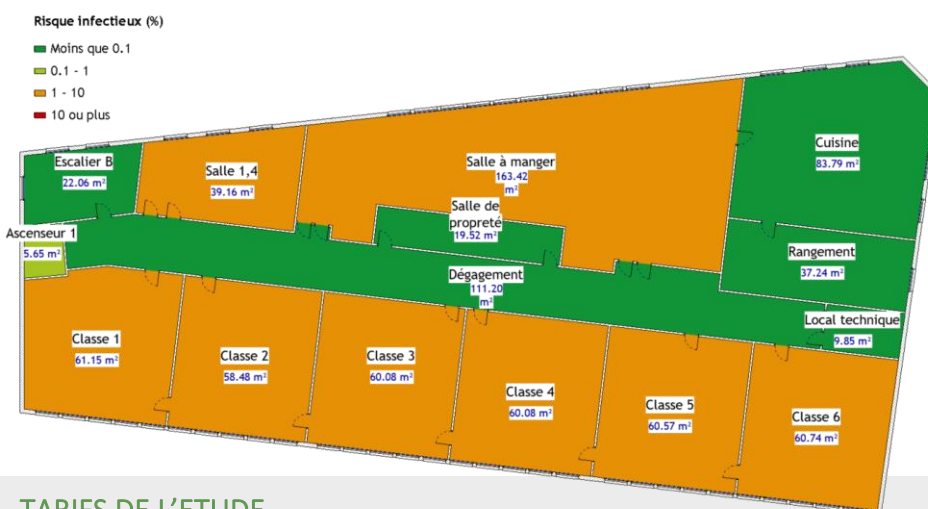 Risque infectieux (%)
Moins que 0.1
0.1 - 1
1 - 10
10 ou plus
Escalier B
22.06 m²
Salle 1,4
39.16 m²
Salle à manger
163.42
m²
Cuisine
83.79 m²
Salle de
propreté
19.52 m²
Ascenseur 1
5.65 m²
Dégagement
111.20
m²
Rangement
37.24 m²
Local technique
9.85 m²
Classe 1
61.15 m²
Classe 2
58.48 m²
Classe 3
60.08 m²
Classe 4
60.08 m²
Classe 5
60.57 m²
Classe 6
60.74 m²